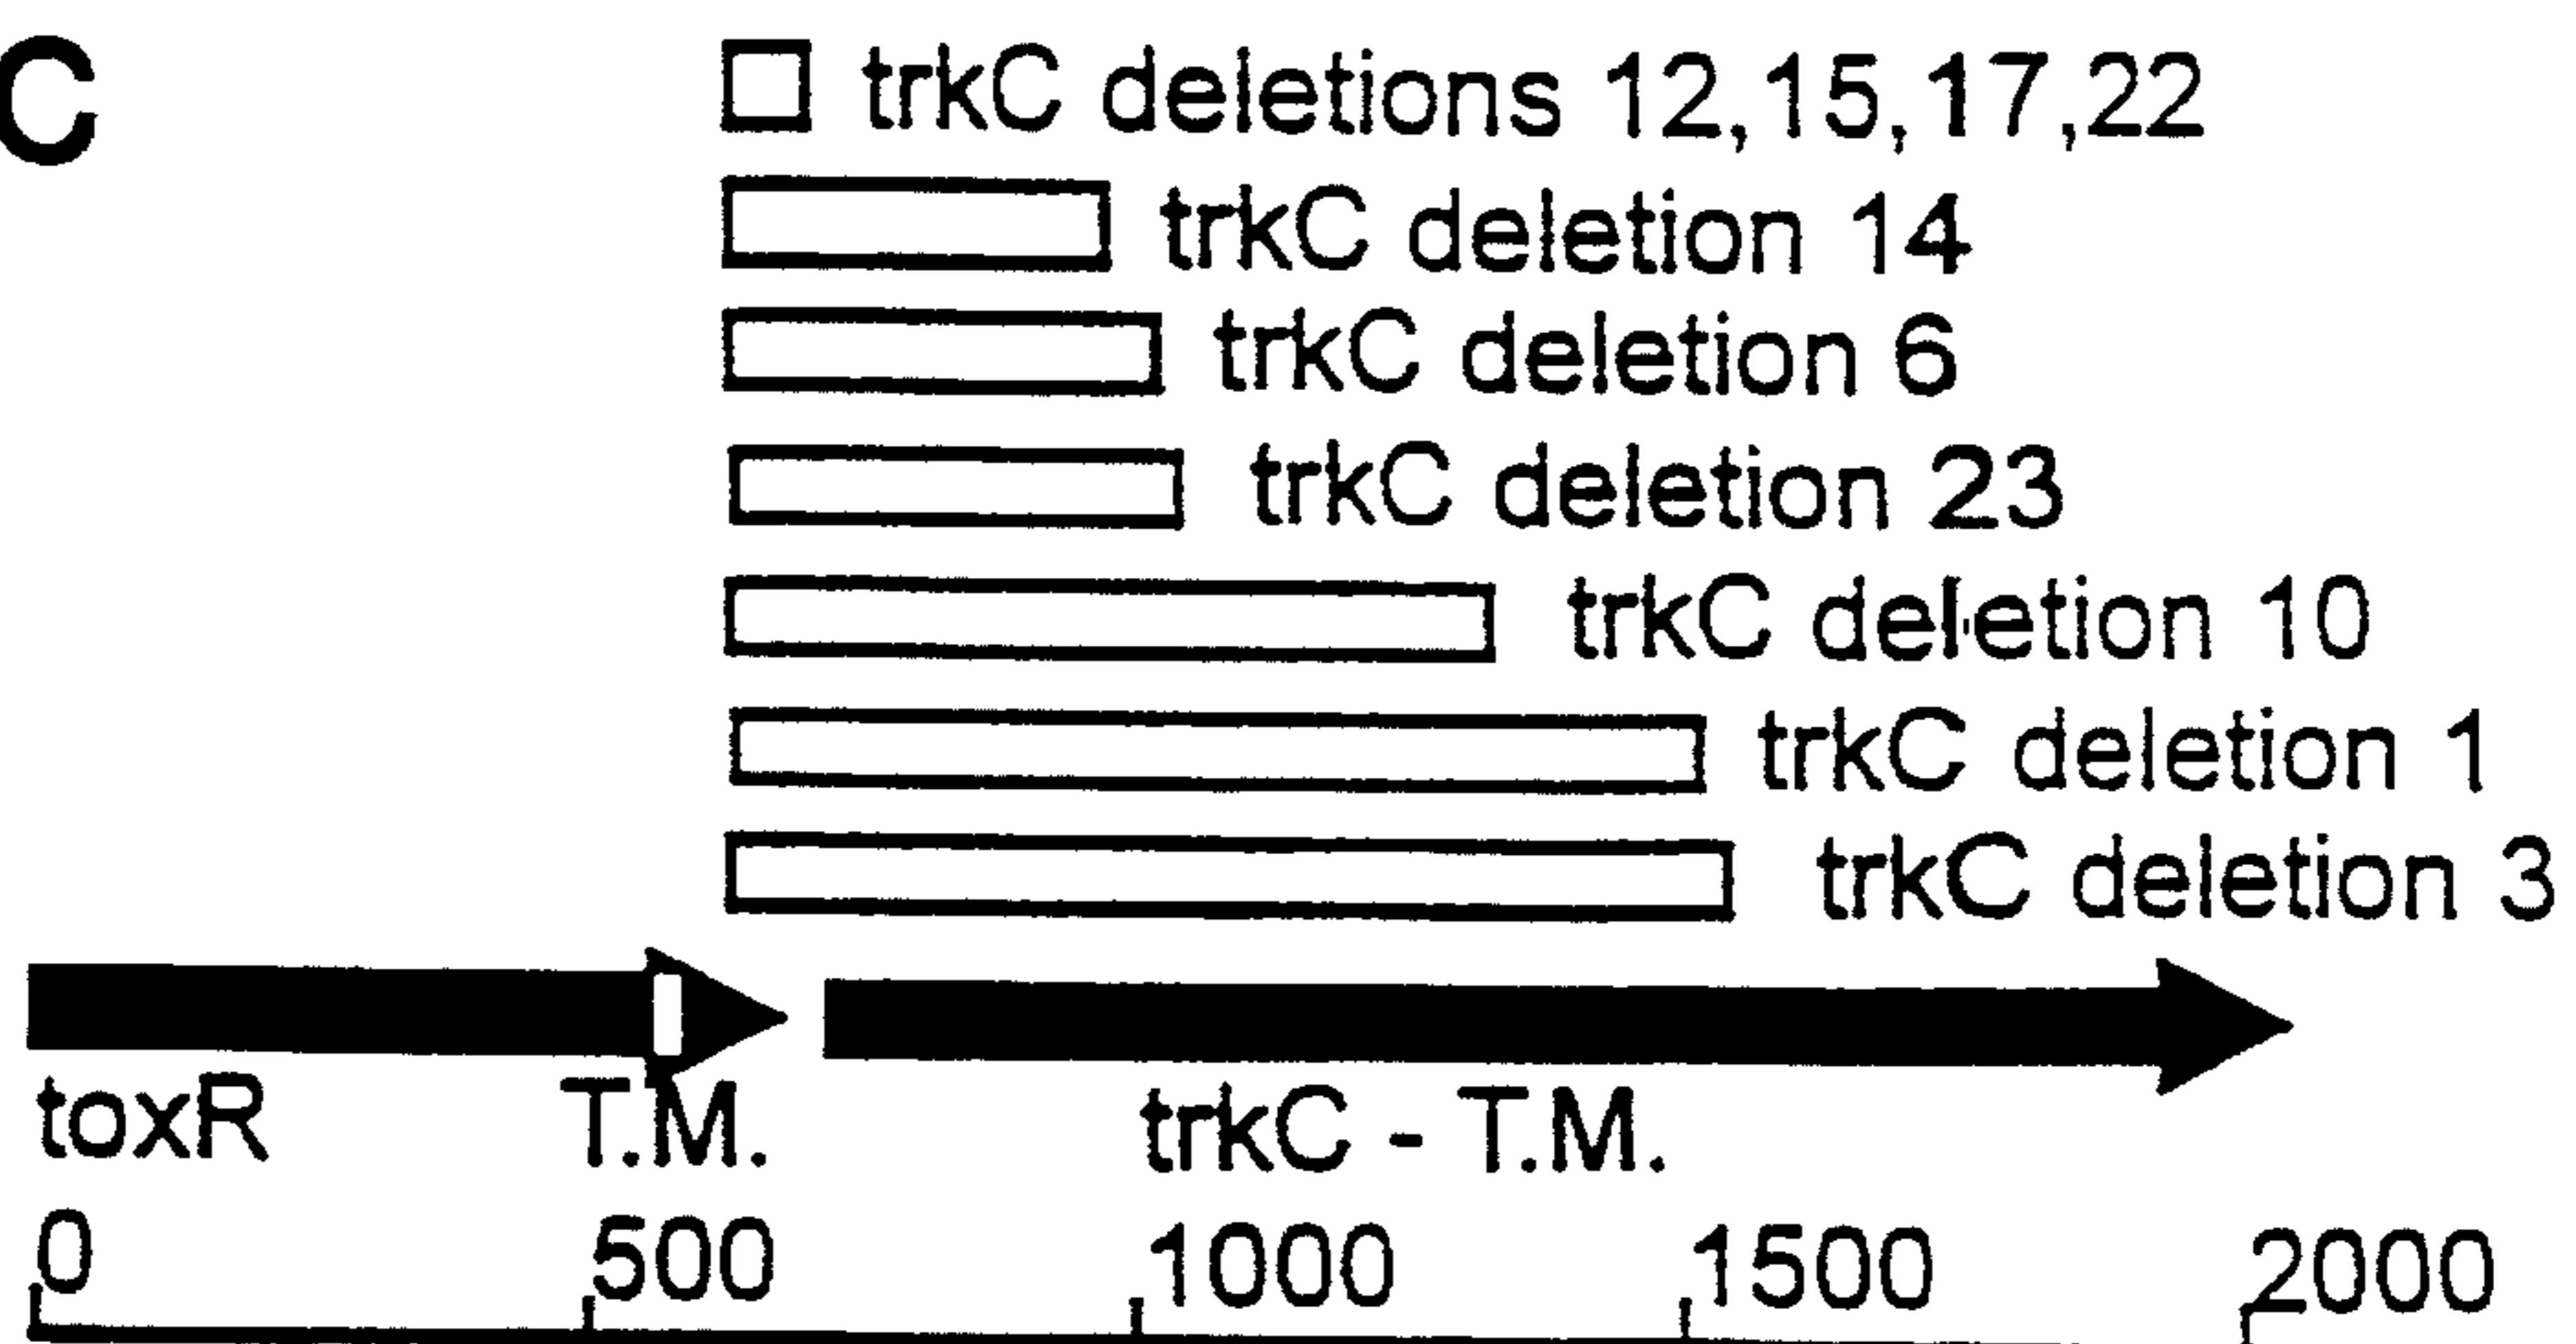 C
trkC deletions 12,15,17,22
trkC deletion 14
trkC deletion 6
trkC deletion 23
trkC deletion 10
trkC deletion 1
trkC deletion 3
toxR T.M. trkC - T.M.
0 500 1000 1500 2000